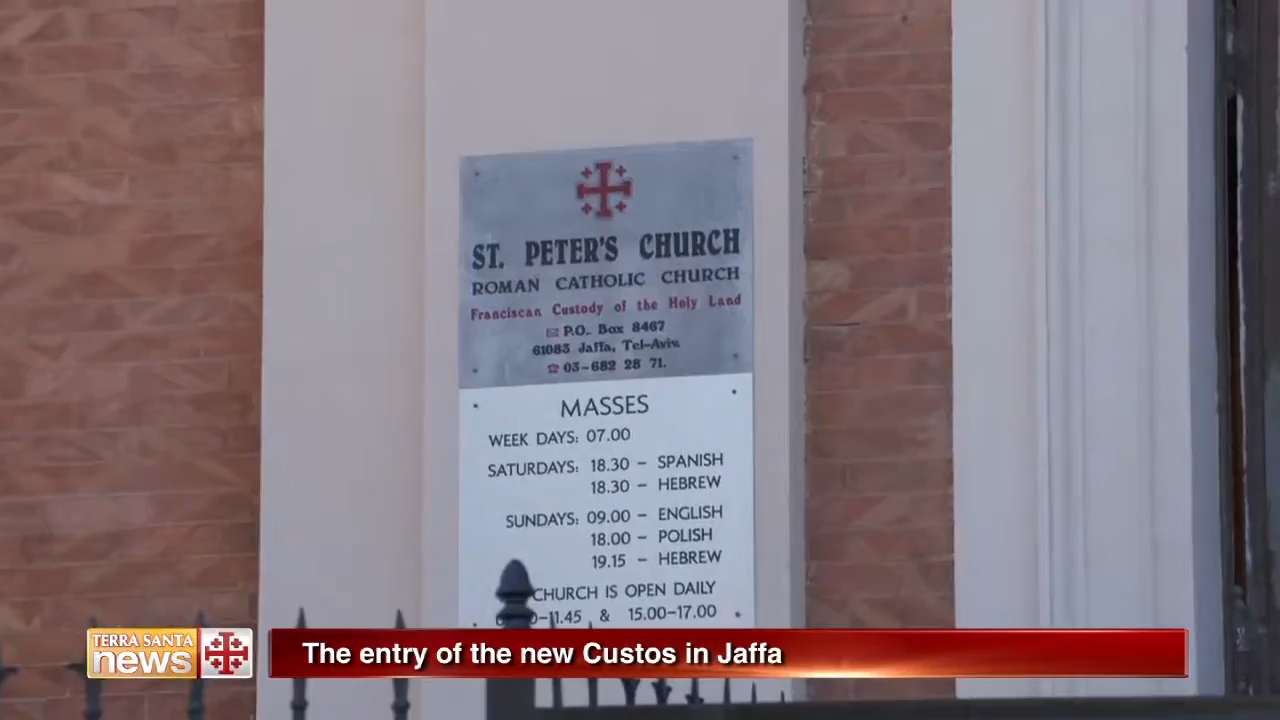 ST. PETER'S CHURCH
ROMAN CATHOLIC CHURCH
Franciscan Custody of the Holy Land
P.O. Box 8467
61083 Jaffa, Tel-Aviv.
03-682 28 71.
MASSES
WEEK DAYS: 07.00
SATURDAYS: 18.30 – SPANISH
18.30 – HEBREW
SUNDAYS: 09.00 – ENGLISH
18.00 – POLISH
19.15 – HEBREW
CHURCH IS OPEN DAILY
-11.45 & 15.00-17.00
TERRA SANTA
news
The entry of the new Custos in Jaffa